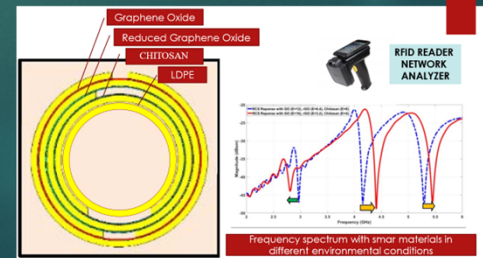 Graphene Oxide
Reduced Graphene Oxide
CHITOSAN
LDPE
RFID READER
NETWORK
ANALYZER
Magnitude (dBsm)
Frequency (GHz)
Frequency spectrum with smar materials in
different environmental conditions